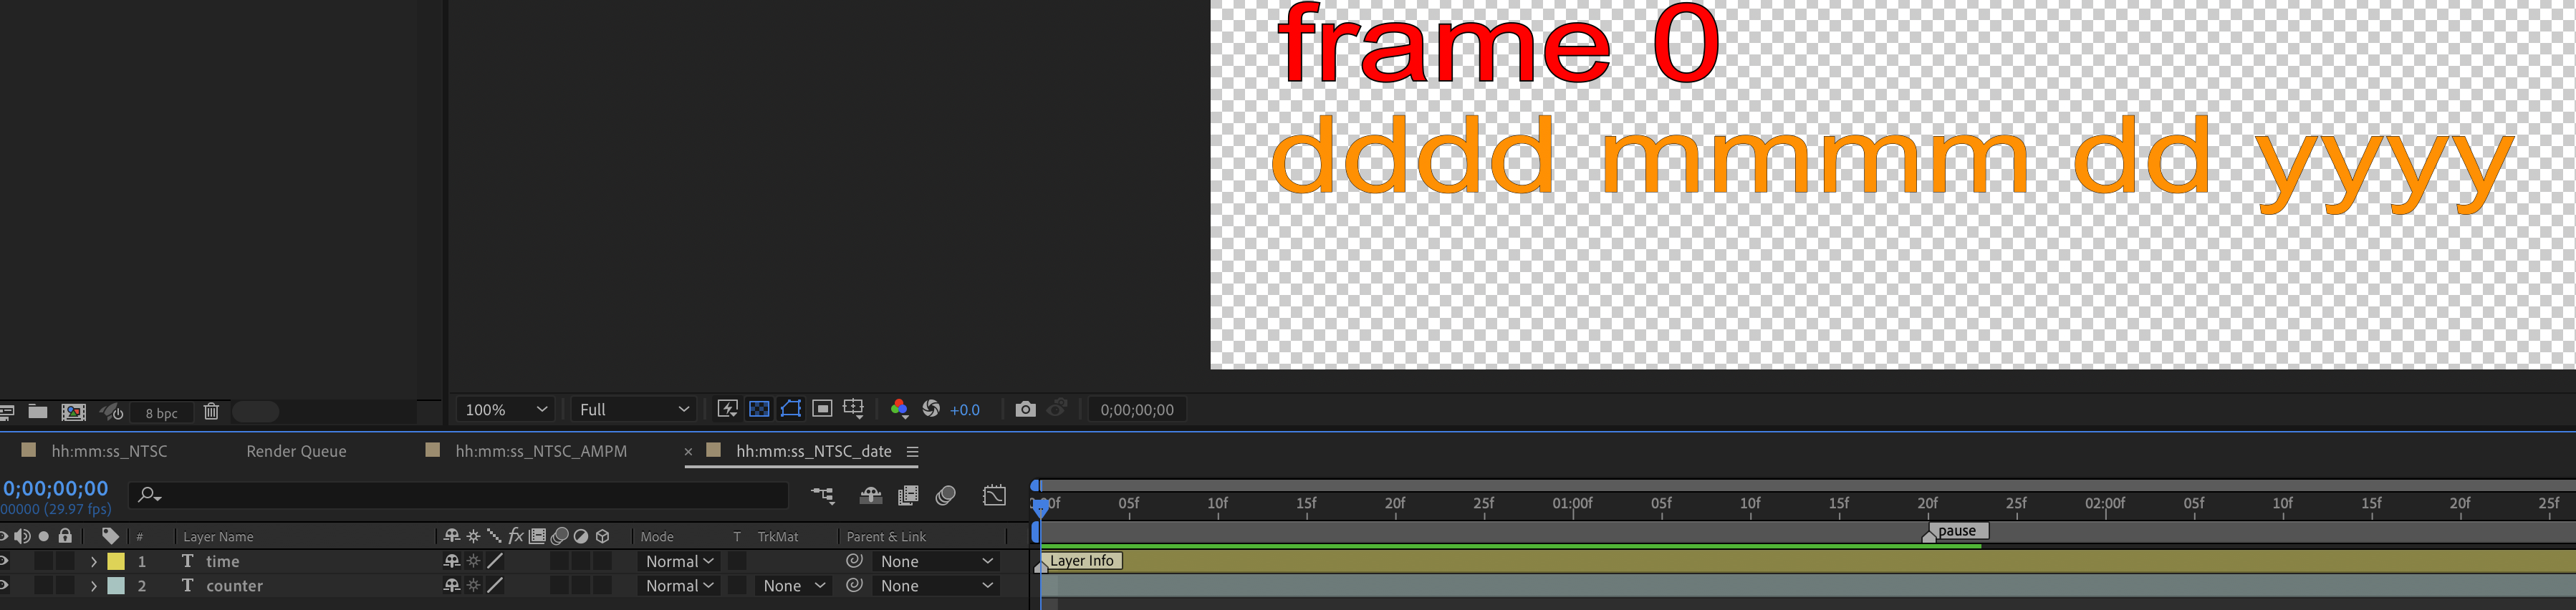 frame 0
dddd mmmm dd yyyy
8 bpc
100%
Full
+0.0
0;00;00;00
hh:mm:ss_NTSC
Render Queue
hh:mm:ss_NTSC_AMPM
× hh:mm:ss_NTSC_date
0;00;00;00
00000 (29.97 fps)
05f 10f 15f 20f 25f 01:00f 05f 10f 15f 20f 25f 02:00f 05f 10f 15f 20f 25f
pause
# Layer Name fx Mode T TrkMat Parent & Link
1 T time Normal None Layer Info
2 T counter Normal None None